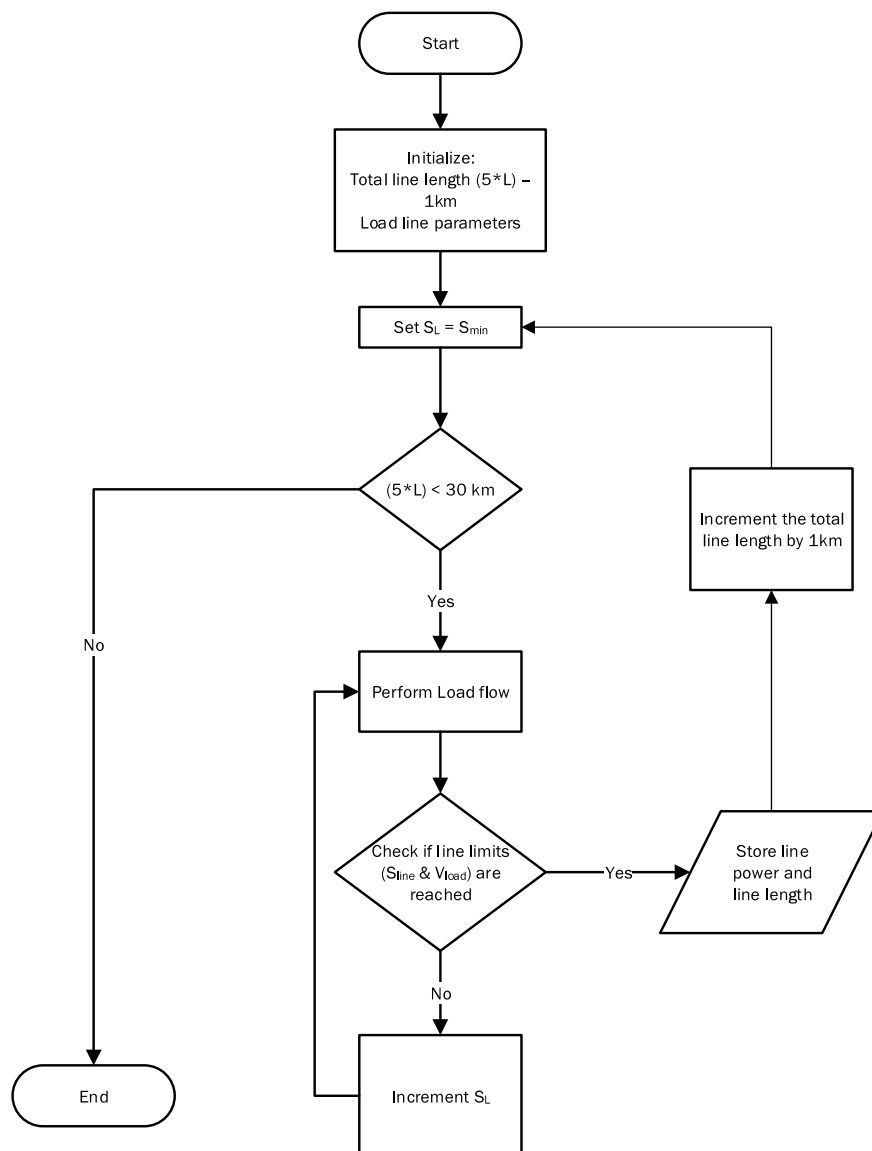 Start
Initialize:
Total line length (5*L) –
1km
Load line parameters
Set SL = Smin
(5*L) < 30 km
Increment the total
line length by 1km
Yes
No
Perform Load flow
Check if line limits
(Sline & Vload) are
reached
Yes
Store line
power and
line length
No
End
Increment SL